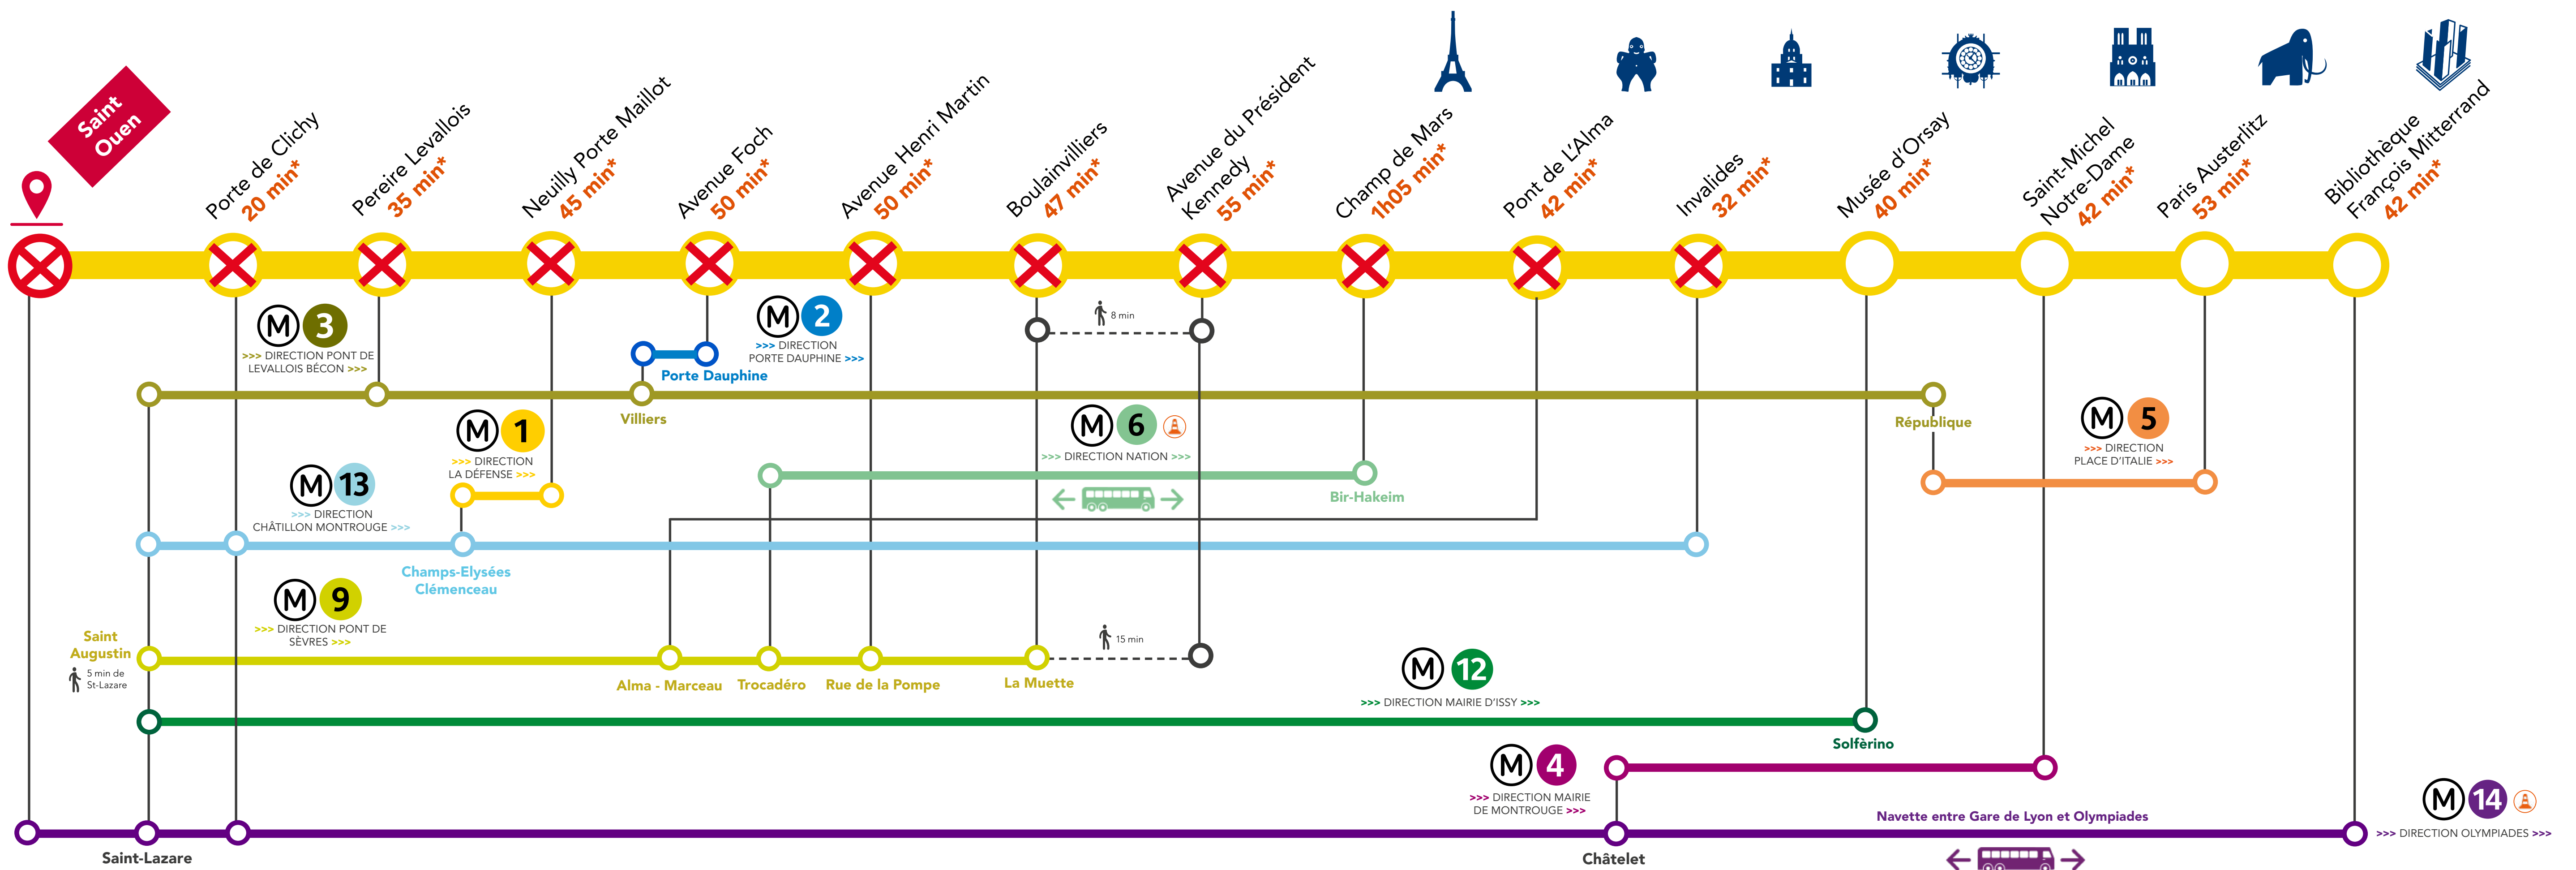 Saint
Ouen
Porte de Clichy
20 min*
Pereire Levallois
35 min*
Neuilly Porte Maillot
45 min*
Avenue Foch
50 min*
Avenue Henri Martin
50 min*
Boulainvilliers
47 min*
Avenue du Président
Kennedy
55 min*
Champ de Mars
1h05 min*
Pont de L'Alma
42 min*
Invalides
32 min*
Musée d'Orsay
40 min*
Saint-Michel
Notre-Dame
42 min*
Paris Austerlitz
53 min*
Bibliothèque
François Mitterrand
42 min*
M 3
>>> DIRECTION PONT DE
LEVALLOIS BÉCON >>>
M 2
>>> DIRECTION
PORTE DAUPHINE >>>
Porte Dauphine
8 min
Villiers
République
M 1
>>> DIRECTION
LA DÉFENSE >>>
M 6
>>> DIRECTION NATION >>>
Bir-Hakeim
M 5
>>> DIRECTION
PLACE D'ITALIE >>>
M 13
>>> DIRECTION
CHÂTILLON MONTROUGE >>>
Champs-Elysées
Clémenceau
M 9
>>> DIRECTION PONT DE
SÈVRES >>>
Saint
Augustin
5 min de
St-Lazare
Alma - Marceau
Trocadéro
Rue de la Pompe
La Muette
15 min
M 12
>>> DIRECTION MAIRIE D'ISSY >>>
Solfèrino
M 4
>>> DIRECTION MAIRIE
DE MONTROUGE >>>
Navette entre Gare de Lyon et Olympiades
M 14
>>> DIRECTION OLYMPIADES >>>
Saint-Lazare
Châtelet